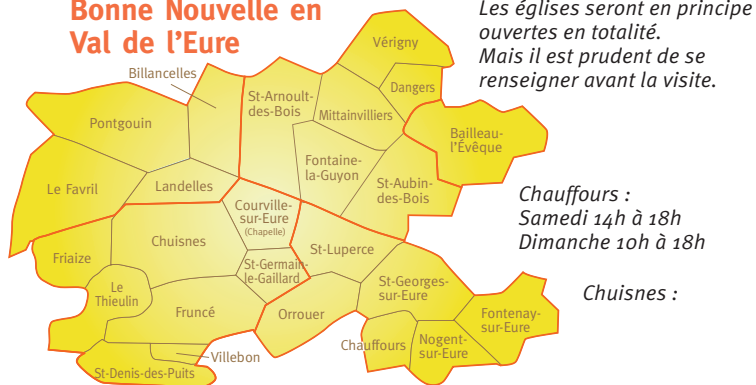 Bonne Nouvelle en
Val de l'Eure
Les églises seront en principe
ouvertes en totalité.
Mais il est prudent de se
renseigner avant la visite.
Vérigny
Billancelles
Dangers
St-Arnoult-
des-Bois
Mittainvilliers
Pontgouin
Bailleau-
l'Évêque
Fontaine-
la-Guyon
Le Favril
Landelles
St-Aubin-
des-Bois
Courville-
sur-Eure
(Chapelle)
Chauffours :
Samedi 14h à 18h
Dimanche 10h à 18h
Chuisnes
St-Luperce
Friaize
St-Germain-
le-Gaillard
Le
Thieulin
St-Georges-
sur-Eure
Chuisnes :
Fruncé
Orrouer
Fontenay-
sur-Eure
Chauffours
Nogent-
sur-Eure
Villebon
St-Denis-des-Puits